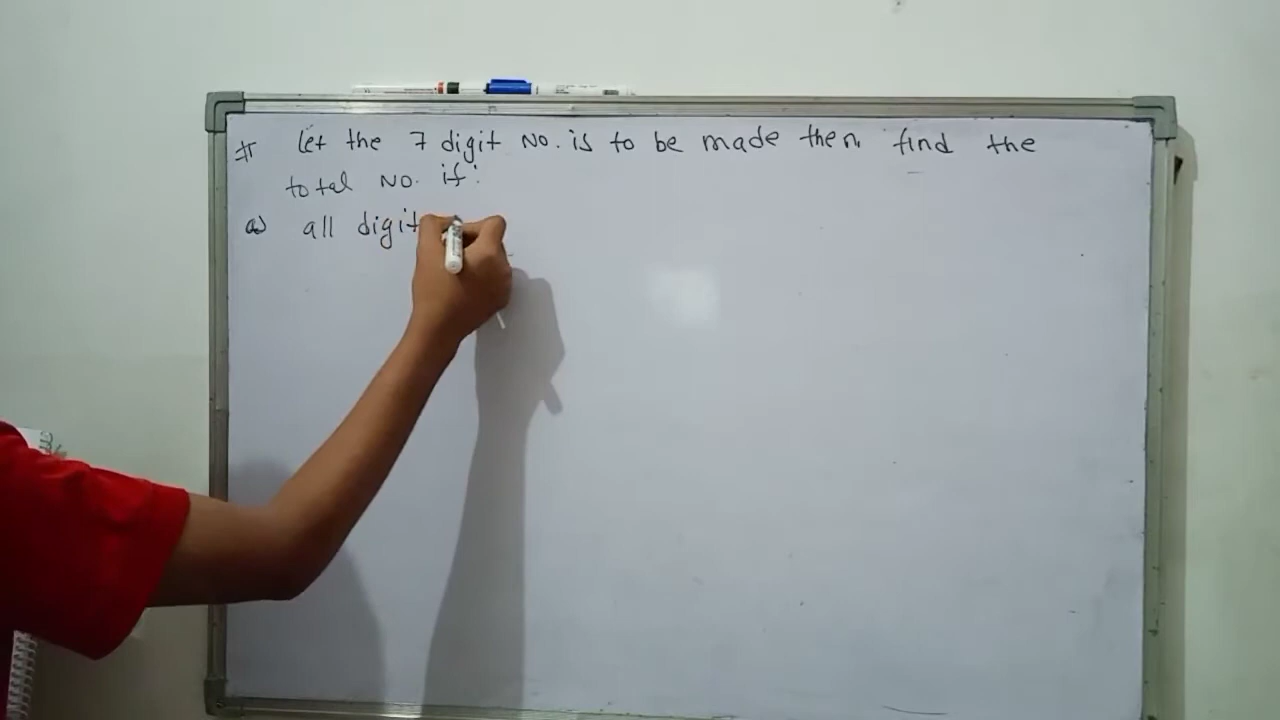 # Let the 7 digit No. is to be made then find the
total No. if:
a) all digit